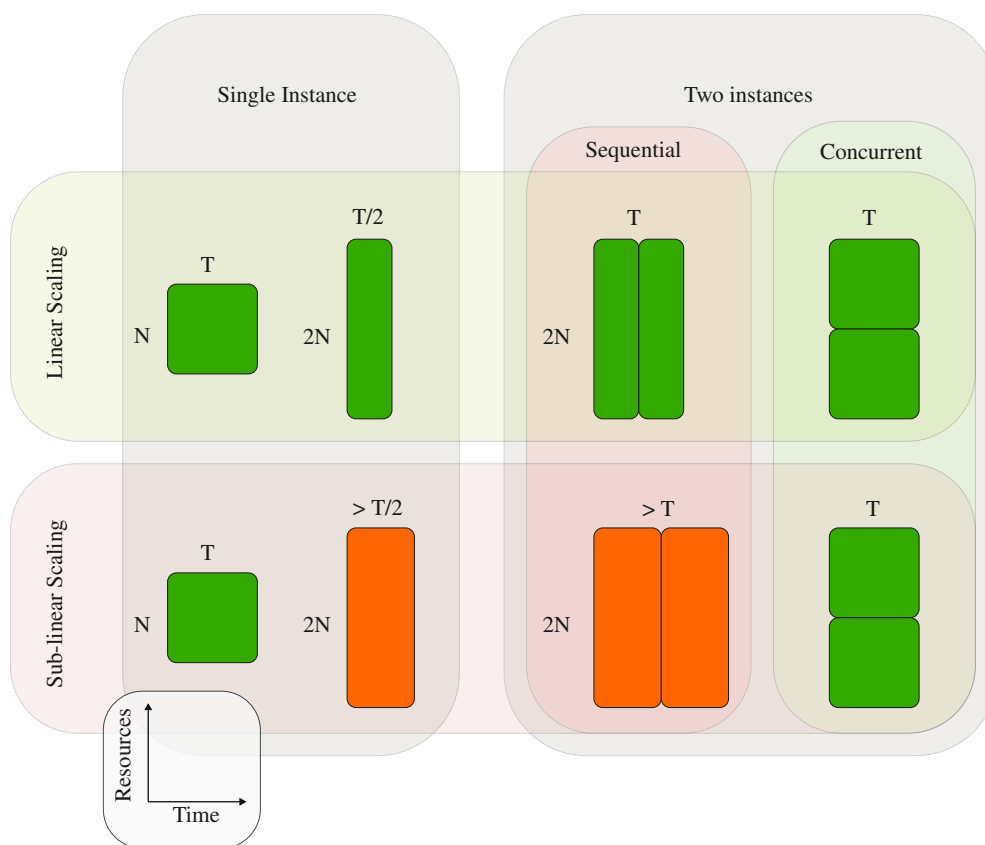 Single Instance
Two instances
Sequential
Concurrent
Linear Scaling
T
N
T/2
2N
T
2N
T
Sub-linear Scaling
T
N
> T/2
2N
> T
2N
T
Resources
Time